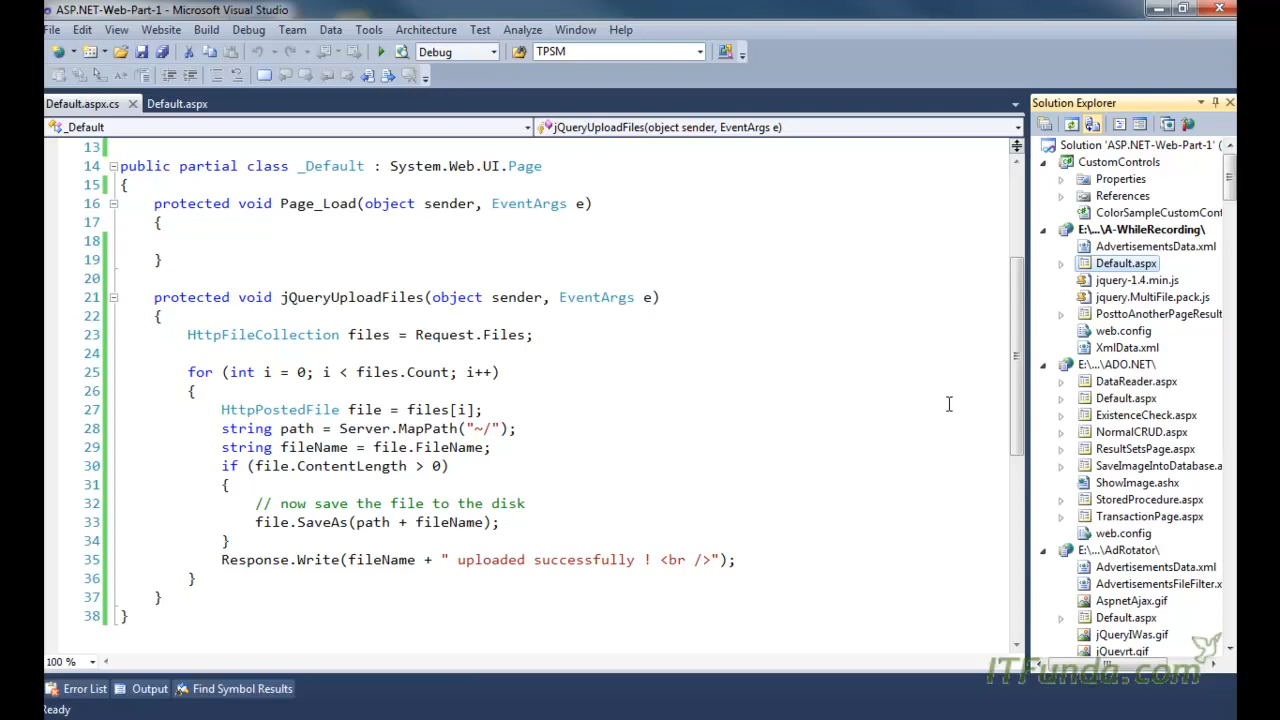 ASP.NET-Web-Part-1 - Microsoft Visual Studio
File Edit View Website Build Debug Team Data Tools Architecture Test Analyze Window Help
Debug TPSM
Default.aspx.cs Default.aspx
_Default jQueryUploadFiles(object sender, EventArgs e)
13
14 public partial class _Default : System.Web.UI.Page
15 {
16 protected void Page_Load(object sender, EventArgs e)
17 {
18
19 }
20
21 protected void jQueryUploadFiles(object sender, EventArgs e)
22 {
23 HttpFileCollection files = Request.Files;
24
25 for (int i = 0; i < files.Count; i++)
26 {
27 HttpPostedFile file = files[i];
28 string path = Server.MapPath("~/");
29 string fileName = file.FileName;
30 if (file.ContentLength > 0)
31 {
32 // now save the file to the disk
33 file.SaveAs(path + fileName);
34 }
35 Response.Write(fileName + " uploaded successfully ! <br />");
36 }
37 }
38 }
100 %
Error List Output Find Symbol Results
Ready
Solution Explorer
Solution 'ASP.NET-Web-Part-1' (
CustomControls
Properties
References
ColorSampleCustomCont
E:\...\A-WhileRecording\
AdvertisementsData.xml
Default.aspx
jquery-1.4.min.js
jquery.MultiFile.pack.js
PosttoAnotherPageResult
web.config
XmlData.xml
E:\...\ADO.NET\
DataReader.aspx
Default.aspx
ExistenceCheck.aspx
NormalCRUD.aspx
ResultSetsPage.aspx
SaveImageIntoDatabase.a
ShowImage.ashx
StoredProcedure.aspx
TransactionPage.aspx
web.config
E:\...\AdRotator\
AdvertisementsData.xml
AdvertisementsFileFilter.x
AspnetAjax.gif
Default.aspx
jQueryIWas.gif
jQueyrt.gif
ITFunda.com